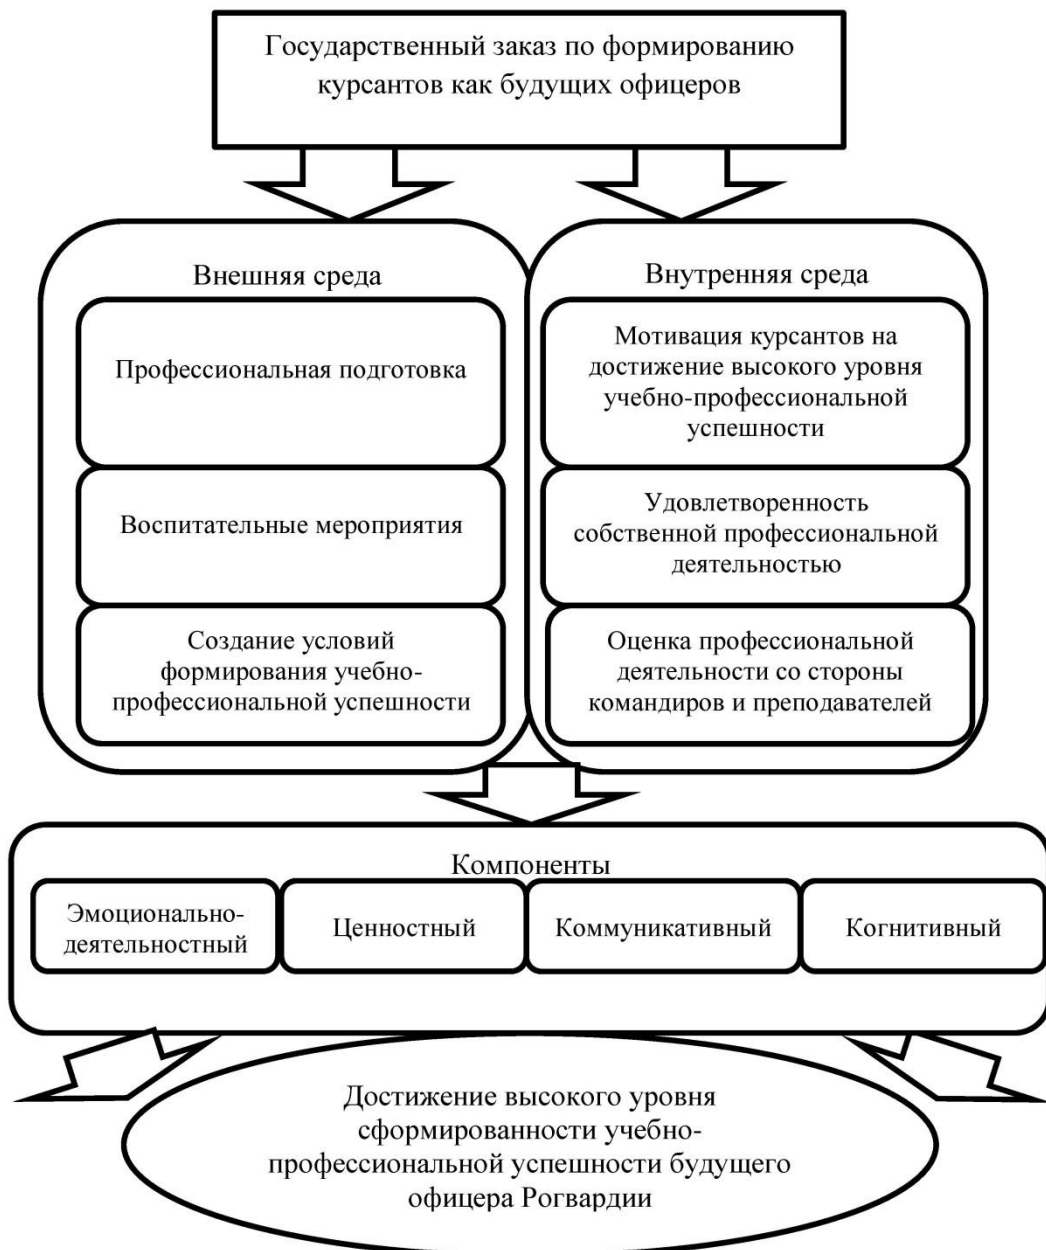 Государственный заказ по формированию
курсантов как будущих офицеров
Внешняя среда
Профессиональная подготовка
Воспитательные мероприятия
Создание условий
формирования учебно-
профессиональной успешности
Внутренняя среда
Мотивация курсантов на
достижение высокого уровня
учебно-профессиональной
успешности
Удовлетворенность
собственной профессиональной
деятельностью
Оценка профессиональной
деятельности со стороны
командиров и преподавателей
Компоненты
Эмоционально-
деятельностный
Ценностный
Коммуникативный
Когнитивный
Достижение высокого уровня
сформированности учебно-
профессиональной успешности будущего
офицера Рогвардии